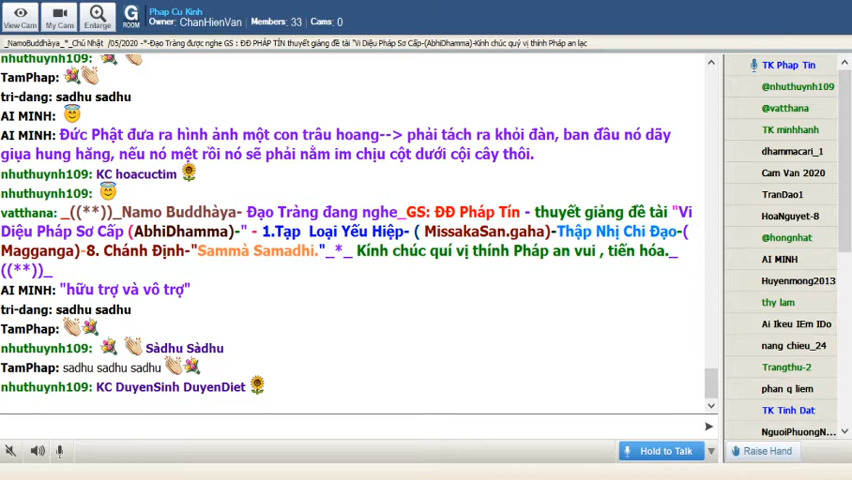 View Cam
My Cam
Enlarge
G
ROOM
Phap Cu Kinh
Owner: ChanHienVan Members: 33 Cams: 0
_NamoBuddhàya_*_Chủ Nhật /05/2020 -*-Đạo Tràng được nghe GS : ĐĐ PHÁP TÍN thuyết giảng đề tài "Vi Diệu Pháp Sơ Cấp-(AbhiDhamma)-Kính chúc quý vị thính Pháp an lạc
nhuthuynh109:
TamPhap:
tri-dang: sadhu sadhu
AI MINH:
AI MINH: Đức Phật đưa ra hình ảnh một con trâu hoang--> phải tách ra khỏi đàn, ban đầu nó dãy
giụa hung hăng, nếu nó mệt rồi nó sẽ phải nằm im chịu cột dưới cội cây thôi.
nhuthuynh109: KC hoacuctim
nhuthuynh109:
vatthana: _((**))_Namo Buddhàya- Đạo Tràng đang nghe_GS: ĐĐ Pháp Tín - thuyết giảng đề tài "Vi
Diệu Pháp Sơ Cấp (AbhiDhamma)-" - 1.Tạp Loại Yếu Hiệp- ( MissakaSan.gaha)-Thập Nhị Chi Đạo-(
Magganga)-8. Chánh Định-"Sammà Samadhi."_*_ Kính chúc quí vị thính Pháp an vui , tiến hóa._
((**))_
AI MINH: "hữu trợ và vô trợ"
tri-dang: sadhu sadhu
TamPhap:
nhuthuynh109: Sàdhu Sàdhu
TamPhap: sadhu sadhu sadhu
nhuthuynh109: KC DuyenSinh DuyenDiet
Hold to Talk
TK Phap Tin
@nhuthuynh109
@vatthana
TK minhhanh
dhammacari_1
Cam Van 2020
TranDao1
HoaNguyet-8
@hongnhat
AI MINH
Huyenmong2013
thy lam
Ai lkeu IErn IDo
nang chieu_24
Trangthu-2
phan q liem
TK Tinh Dat
NguoiPhuongN...
Raise Hand